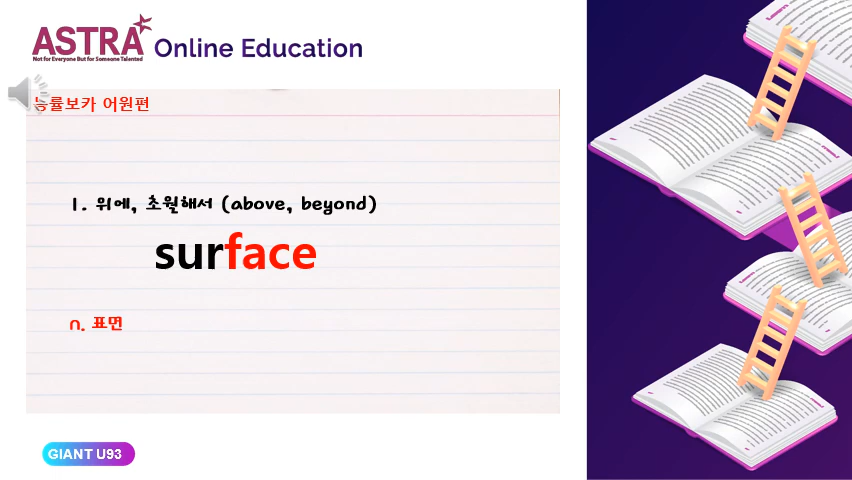 ASTRA
Not for Everyone But for Someone Talented
Online Education
능률보카 어원편
1. 위에, 초월해서 (above, beyond)
surface
n. 표면
GIANT U93